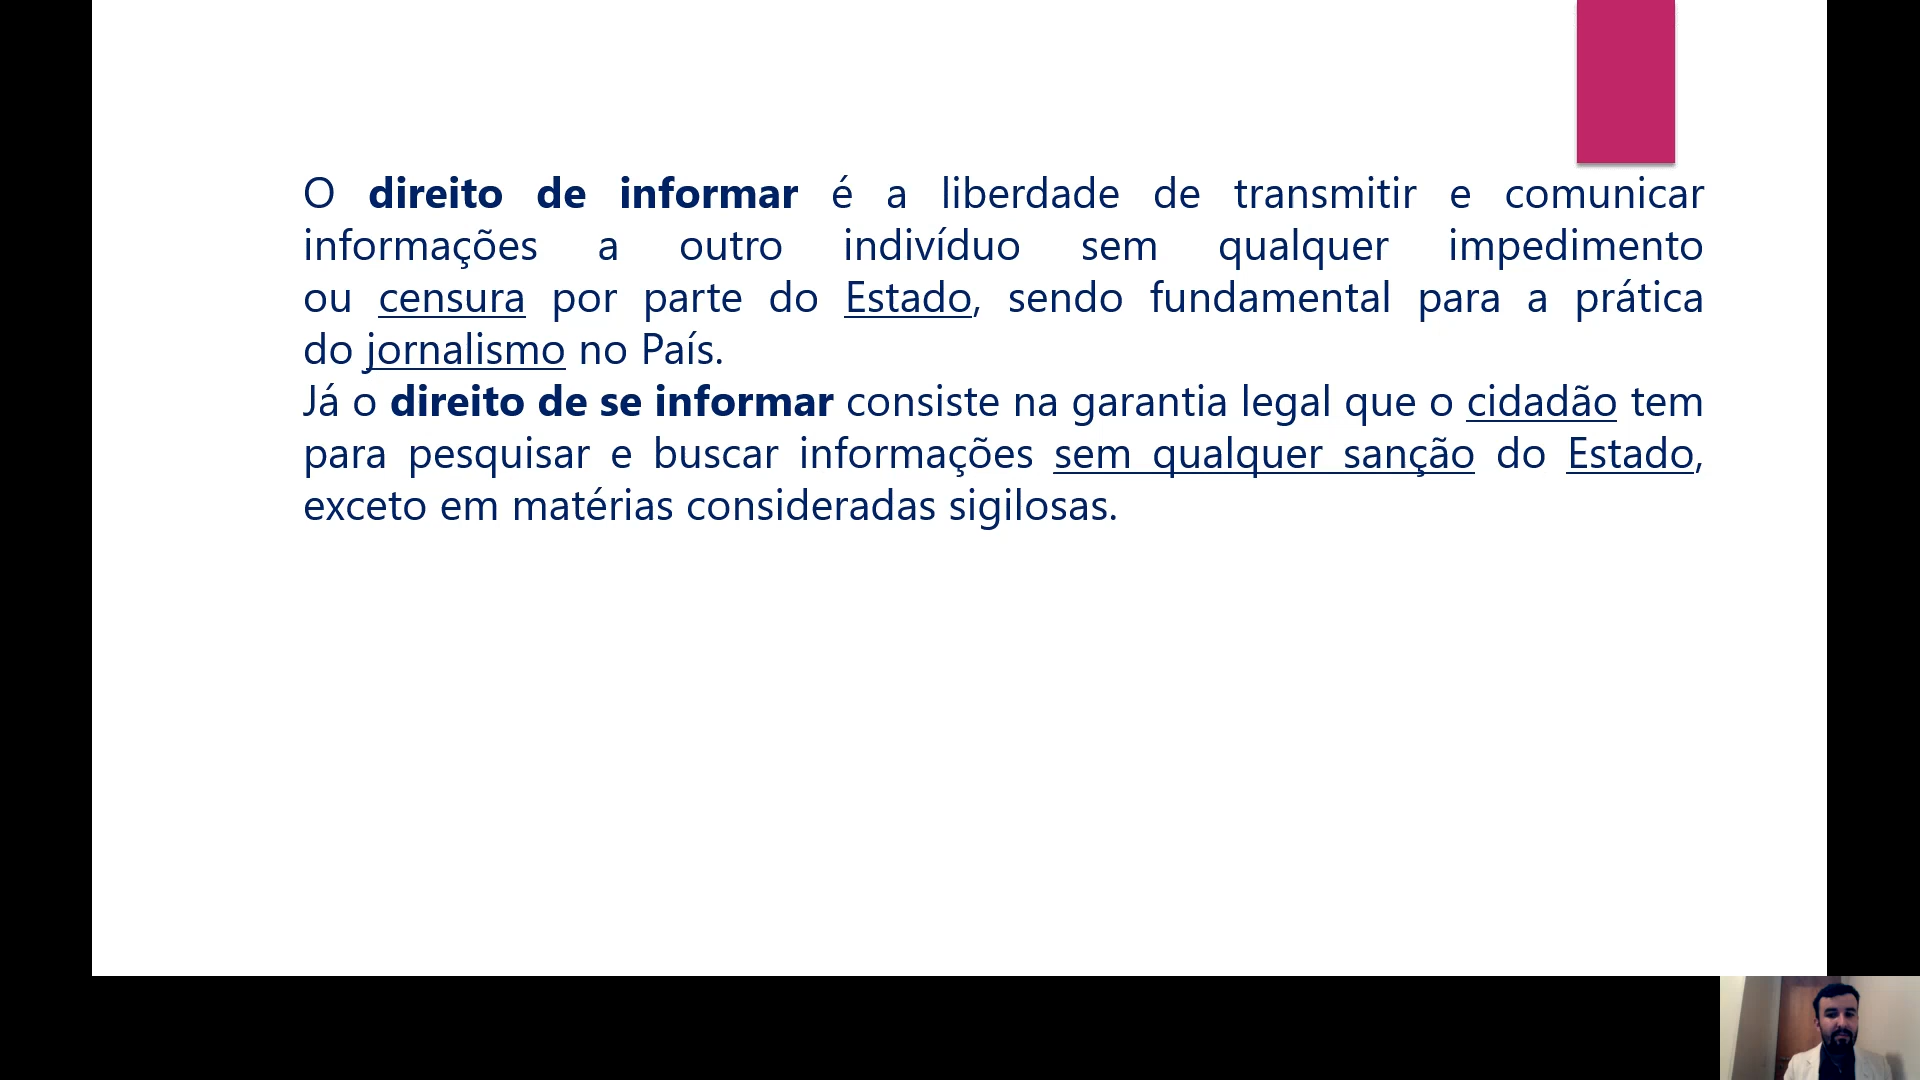 O direito de informar é a liberdade de transmitir e comunicar
informações a outro indivíduo sem qualquer impedimento
ou censura por parte do Estado, sendo fundamental para a prática
do jornalismo no País.
Já o direito de se informar consiste na garantia legal que o cidadão tem
para pesquisar e buscar informações sem qualquer sanção do Estado,
exceto em matérias consideradas sigilosas.